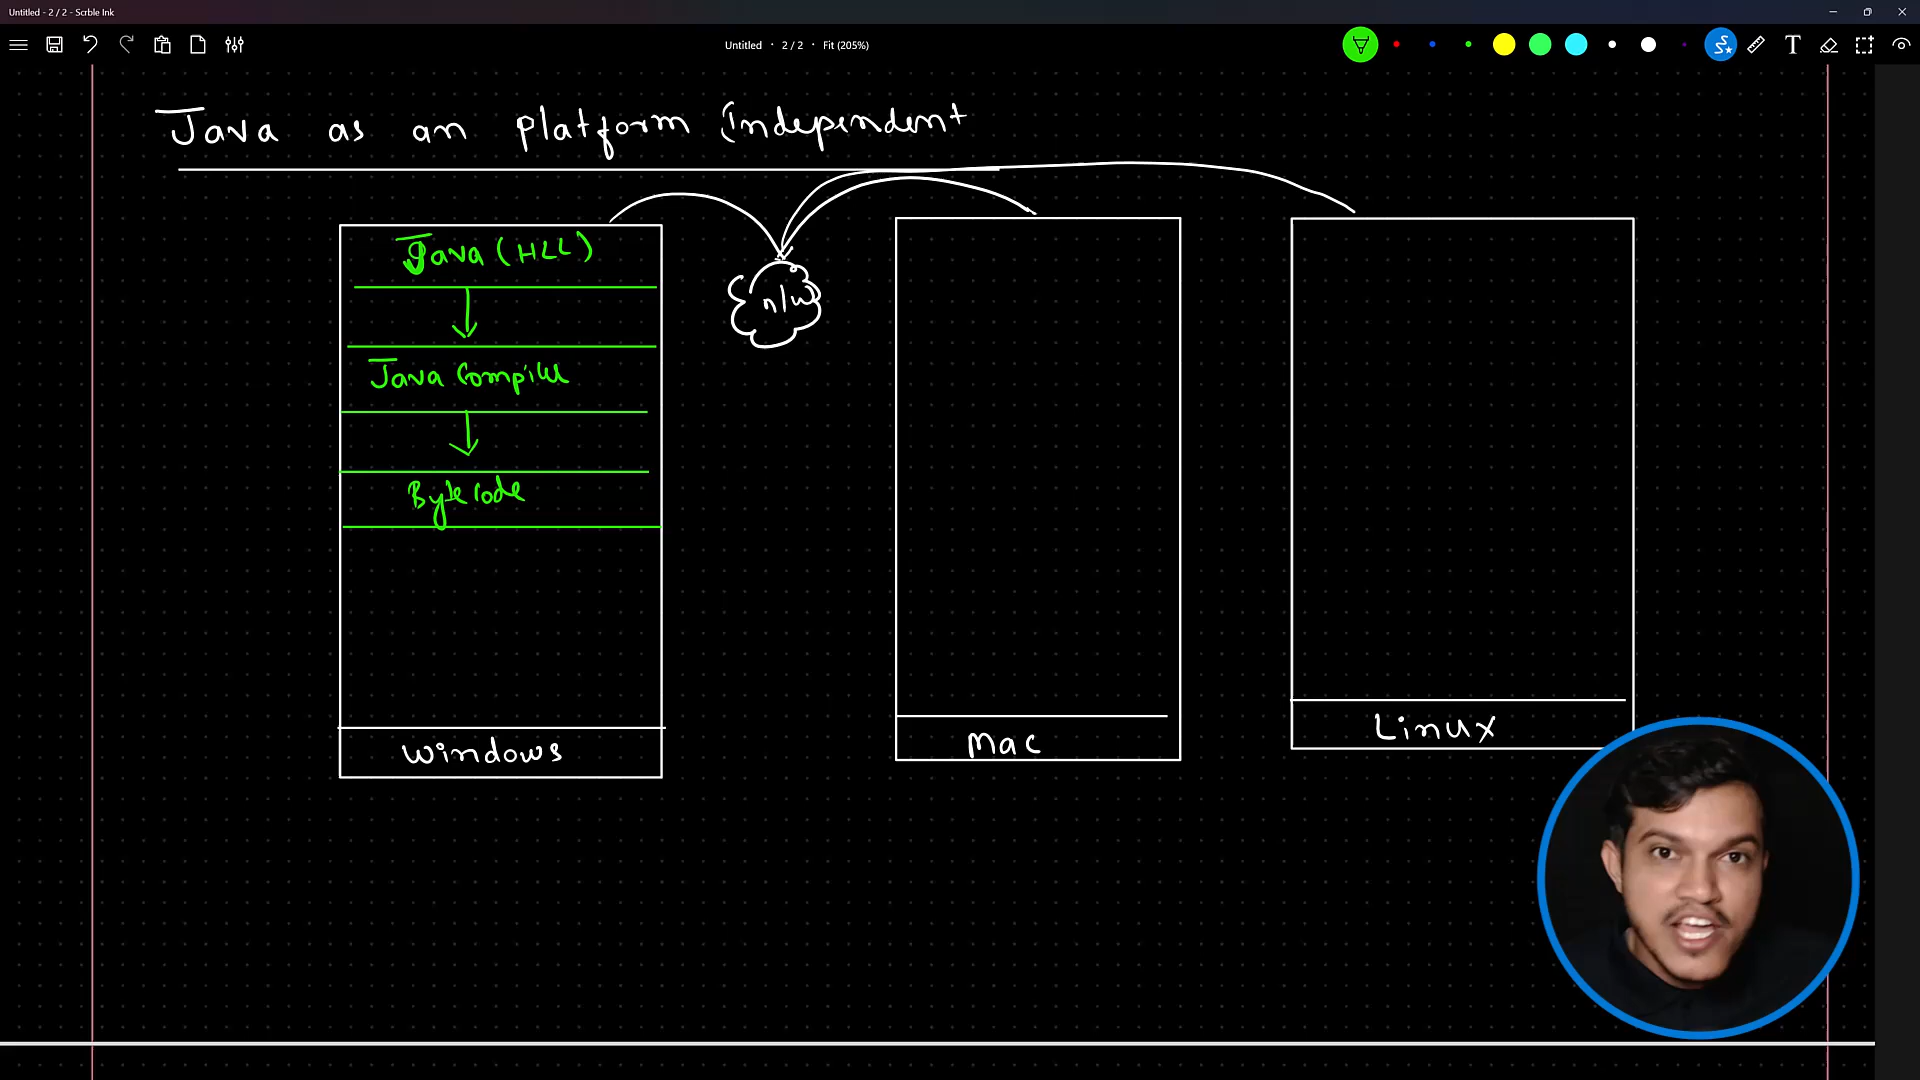 Untitled - 2 / 2 - Scrble Ink
Untitled · 2 / 2 · Fit (205%)
T
Java as an platform Independent
Java (HLL)
n/w
Java Compiler
Byte Code
Windows
Mac
Linux